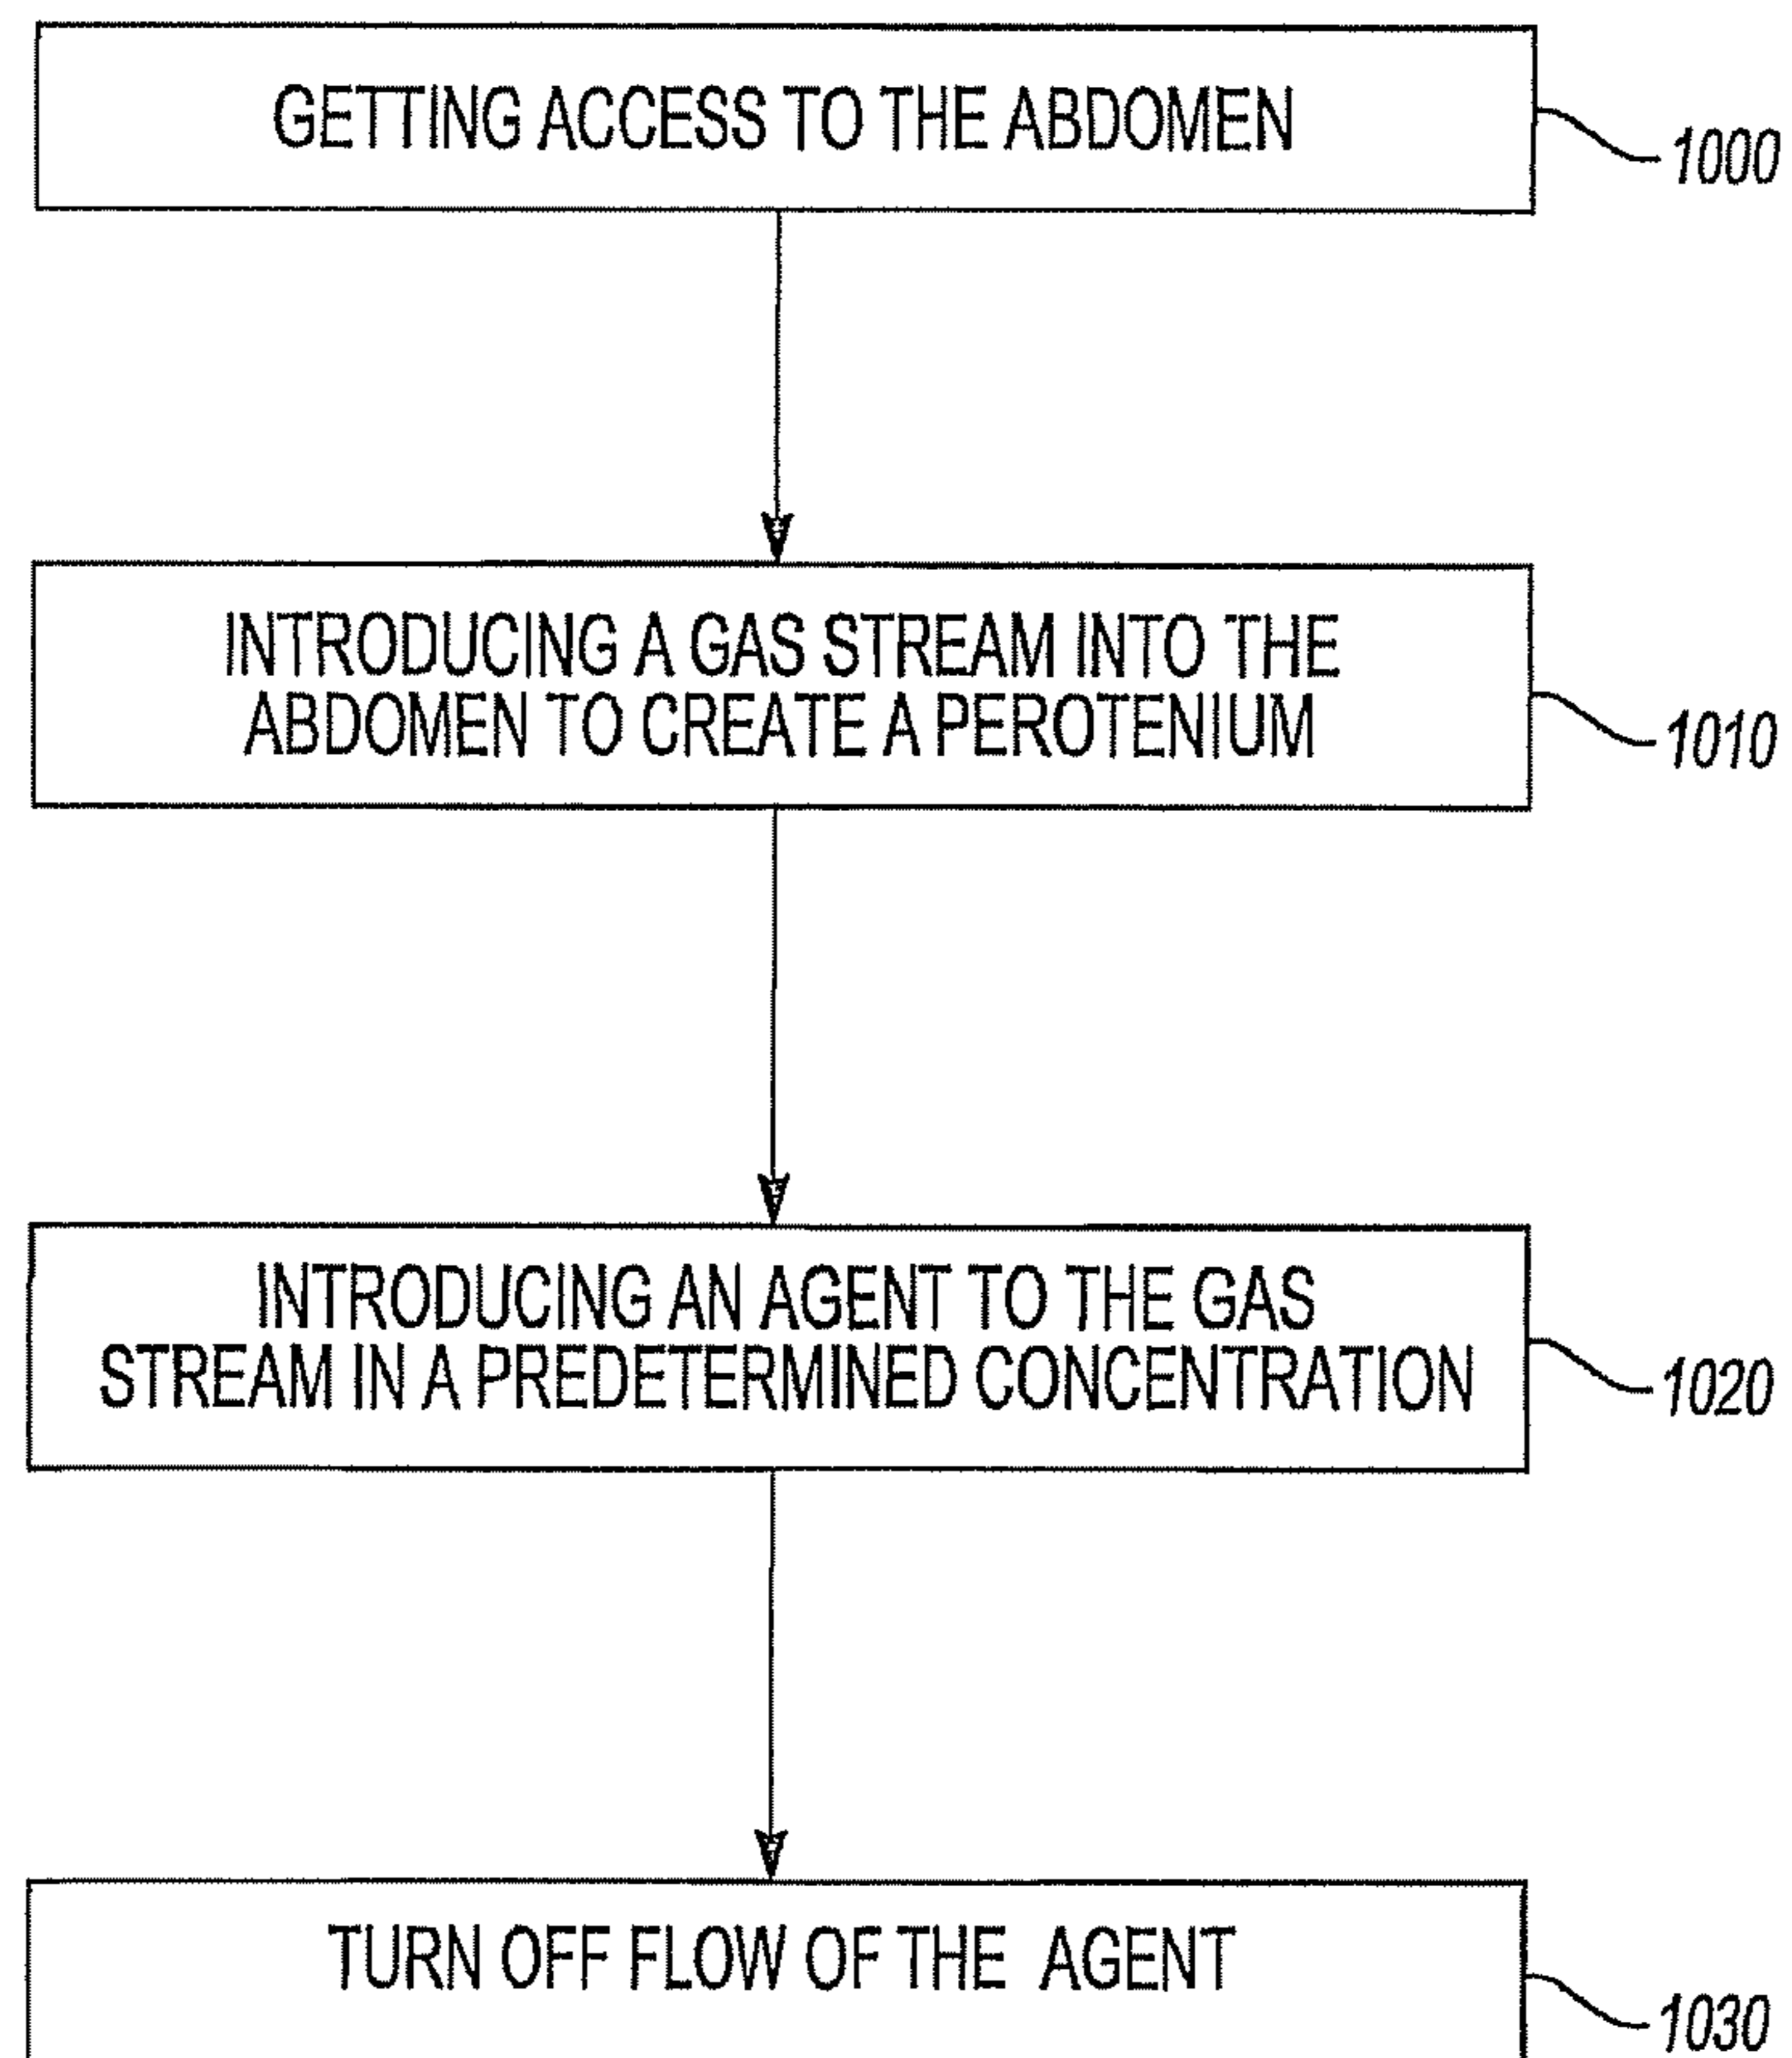 GETTING ACCESS TO THE ABDOMEN
1000
INTRODUCING A GAS STREAM INTO THE
ABDOMEN TO CREATE A PEROTENIUM
1010
INTRODUCING AN AGENT TO THE GAS
STREAM IN A PREDETERMINED CONCENTRATION
1020
TURN OFF FLOW OF THE AGENT
1030